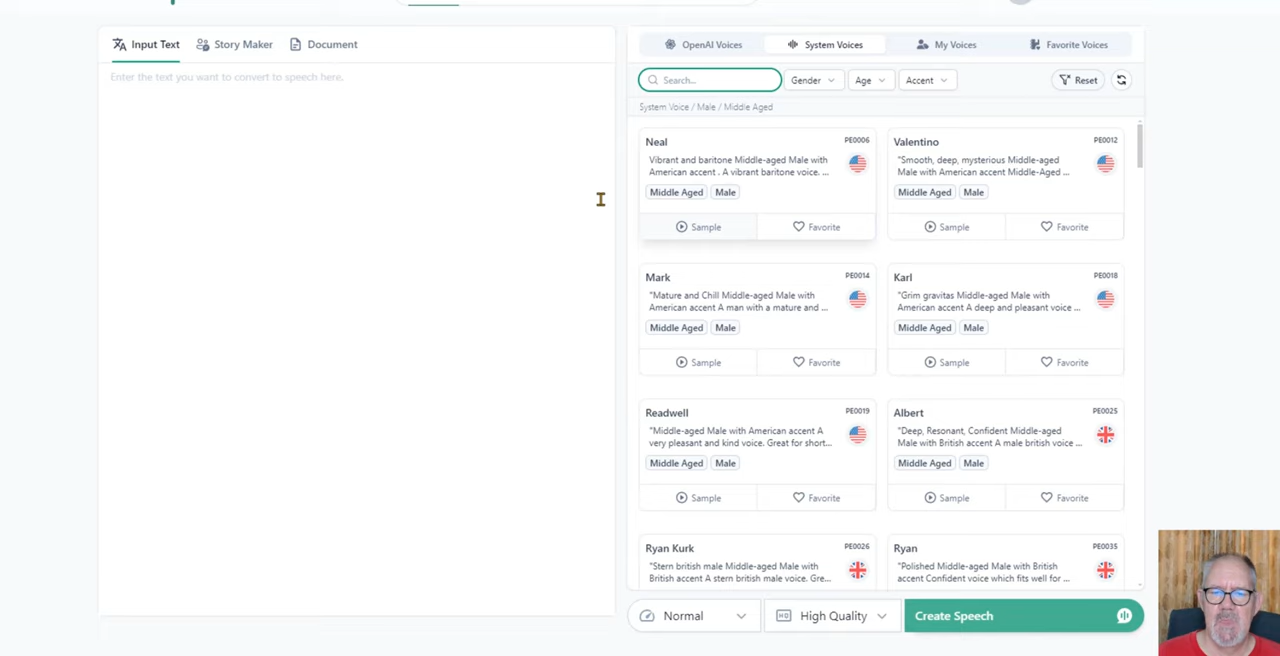 Input Text
Story Maker
Document
Enter the text you want to convert to speech here.
OpenAI Voices
System Voices
My Voices
Favorite Voices
Search...
Gender
Age
Accent
Reset
System Voice / Male / Middle Aged
Neal
PE0006
Vibrant and baritone Middle-aged Male with
American accent . A vibrant baritone voice. ...
Middle Aged
Male
Sample
Favorite
Valentino
PE0012
"Smooth, deep, mysterious Middle-aged
Male with American accent Middle-Aged ...
Middle Aged
Male
Sample
Favorite
Mark
PE0014
"Mature and Chill Middle-aged Male with
American accent A man with a mature and ...
Middle Aged
Male
Sample
Favorite
Karl
PE0018
"Grim gravitas Middle-aged Male with
American accent A deep and pleasant voice ...
Middle Aged
Male
Sample
Favorite
Readwell
PE0019
"Middle-aged Male with American accent A
very pleasant and kind voice. Great for short...
Middle Aged
Male
Sample
Favorite
Albert
PE0025
"Deep, Resonant, Confident Middle-aged
Male with British accent A male british voice ...
Middle Aged
Male
Sample
Favorite
Ryan Kurk
PE0026
"Stern british male Middle-aged Male with
British accent A stern british male voice. Gre...
Ryan
PE0035
"Polished Middle-aged Male with British
accent Confident voice which fits well for ...
Normal
HQ
High Quality
Create Speech